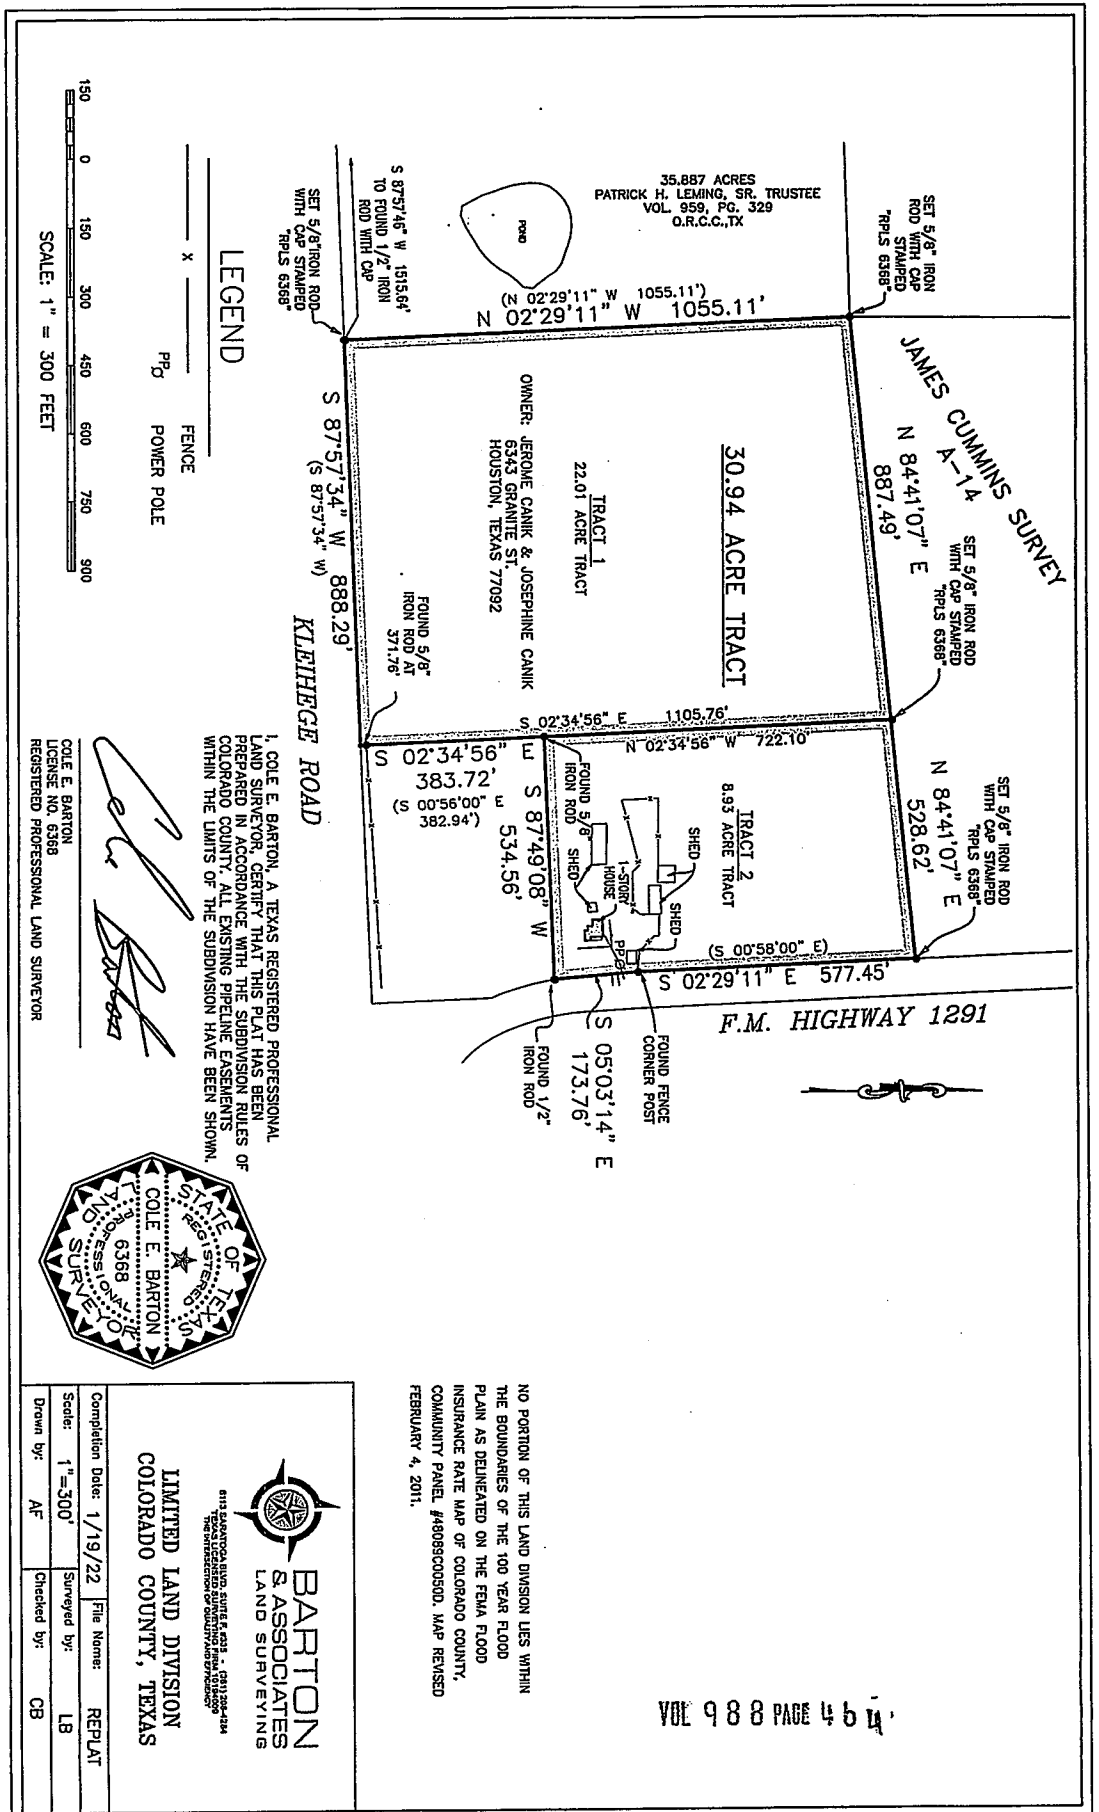 35.887 ACRES
PATRICK H. LEMING, SR. TRUSTEE
VOL. 959, PG. 329
O.R.C.C.,TX
POND
SET 5/8" IRON
ROD WITH CAP
STAMPED
"RPLS 6368"
JAMES CUMMINS SURVEY
A-14
N 84°41'07" E
887.49'
SET 5/8" IRON ROD
WITH CAP STAMPED
"RPLS 6368"
N 84°41'07" E
528.62'
SET 5/8" IRON ROD
WITH CAP STAMPED
"RPLS 6368"
(N 02°29'11" W 1055.11')
N 02°29'11" W 1055.11'
30.94 ACRE TRACT
TRACT 1
22.01 ACRE TRACT
OWNER: JEROME CANIK & JOSEPHINE CANIK
6343 GRANITE ST.
HOUSTON, TEXAS 77092
S 02°34'56" E 1105.76'
N 02°34'56" W 722.10'
TRACT 2
8.93 ACRE TRACT
SHED
SHED
1-STORY
HOUSE
SHED
PP
FOUND 5/8"
IRON ROD
(S 00°58'00" E)
S 02°29'11" E 577.45'
F.M. HIGHWAY 1291
FOUND FENCE
CORNER POST
S 05°03'14" E
173.76'
FOUND 1/2"
IRON ROD
S 87°49'08" W
534.56'
S 02°34'56" E
383.72'
(S 00°56'00" E
382.94')
FOUND 5/8"
IRON ROD AT
371.76'
S 87°57'46" W 1515.64'
TO FOUND 1/2" IRON
ROD WITH CAP
SET 5/8"IRON ROD
WITH CAP STAMPED
"RPLS 6368"
S 87°57'34" W 888.29'
(S 87°57'34" W)
KLEIHEGE ROAD
LEGEND
X FENCE
PP POWER POLE
150 0 150 300 450 600 750 900
SCALE: 1" = 300 FEET
I, COLE E. BARTON, A TEXAS REGISTERED PROFESSIONAL
LAND SURVEYOR, CERTIFY THAT THIS PLAT HAS BEEN
PREPARED IN ACCORDANCE WITH THE SUBDIVISION RULES OF
COLORADO COUNTY. ALL EXISTING PIPELINE EASEMENTS
WITHIN THE LIMITS OF THE SUBDIVISION HAVE BEEN SHOWN.
Cole Barton
COLE E. BARTON
LICENSE NO. 6368
REGISTERED PROFESSIONAL LAND SURVEYOR
STATE OF TEXAS
REGISTERED
COLE E. BARTON
6368
PROFESSIONAL
LAND SURVEYOR
NO PORTION OF THIS LAND DIVISION LIES WITHIN
THE BOUNDARIES OF THE 100 YEAR FLOOD
PLAIN AS DELINEATED ON THE FEMA FLOOD
INSURANCE RATE MAP OF COLORADO COUNTY,
COMMUNITY PANEL #48089C0050D. MAP REVISED
FEBRUARY 4, 2011.
VOL 988 PAGE 464
BARTON
& ASSOCIATES
LAND SURVEYING
LIMITED LAND DIVISION
COLORADO COUNTY, TEXAS
Completion Date: 1/19/22 File Name: REPLAT
Scale: 1"=300' Surveyed by: LB
Drawn by: AF Checked by: CB